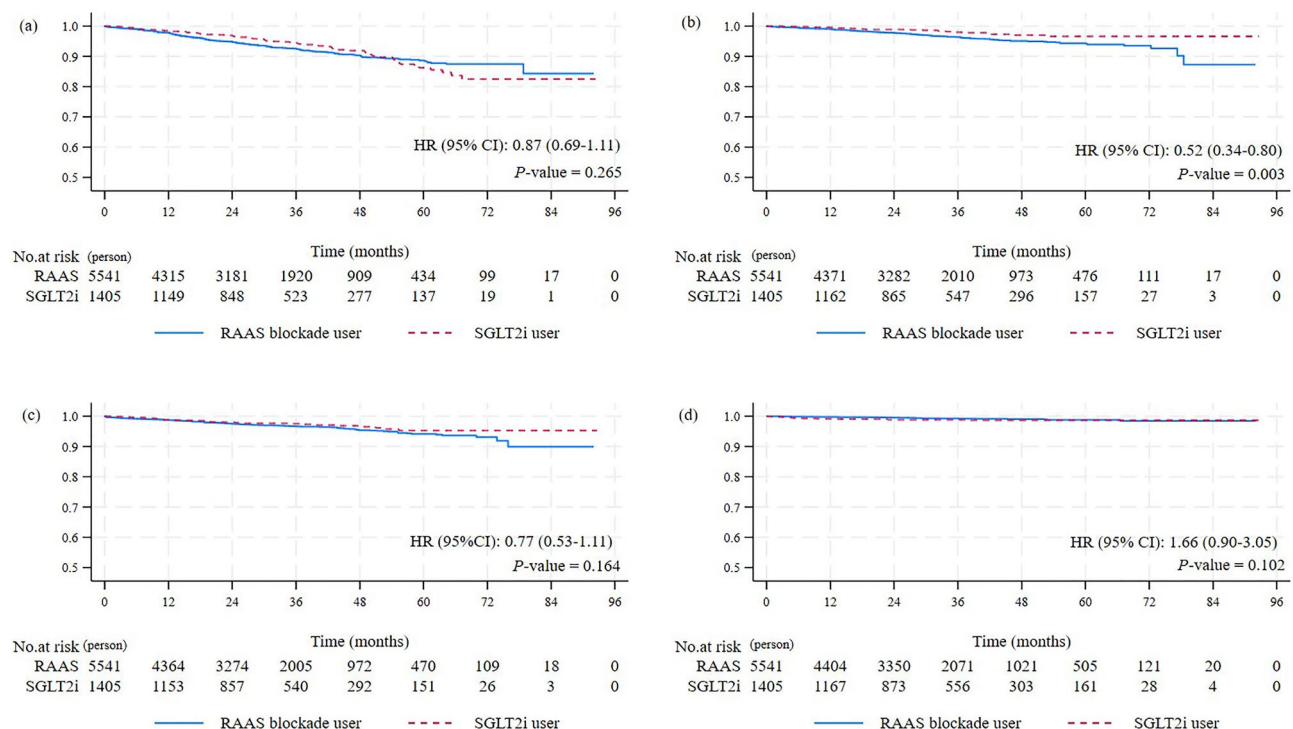 (a)
1.0
0.9
0.8
0.7
0.6
0.5
HR (95% CI): 0.87 (0.69-1.11)
P-value = 0.265
0 12 24 36 48 60 72 84 96
Time (months)
No.at risk (person)
RAAS 5541 4315 3181 1920 909 434 99 17 0
SGLT2i 1405 1149 848 523 277 137 19 1 0
RAAS blockade user SGLT2i user
(b)
1.0
0.9
0.8
0.7
0.6
0.5
HR (95% CI): 0.52 (0.34-0.80)
P-value = 0.003
0 12 24 36 48 60 72 84 96
Time (months)
No.at risk (person)
RAAS 5541 4371 3282 2010 973 476 111 17 0
SGLT2i 1405 1162 865 547 296 157 27 3 0
RAAS blockade user SGLT2i user
(c)
1.0
0.9
0.8
0.7
0.6
0.5
HR (95%CI): 0.77 (0.53-1.11)
P-value = 0.164
0 12 24 36 48 60 72 84 96
Time (months)
No.at risk (person)
RAAS 5541 4364 3274 2005 972 470 109 18 0
SGLT2i 1405 1153 857 540 292 151 26 3 0
RAAS blockade user SGLT2i user
(d)
1.0
0.9
0.8
0.7
0.6
0.5
HR (95% CI): 1.66 (0.90-3.05)
P-value = 0.102
0 12 24 36 48 60 72 84 96
Time (months)
No.at risk (person)
RAAS 5541 4404 3350 2071 1021 505 121 20 0
SGLT2i 1405 1167 873 556 303 161 28 4 0
RAAS blockade user SGLT2i user